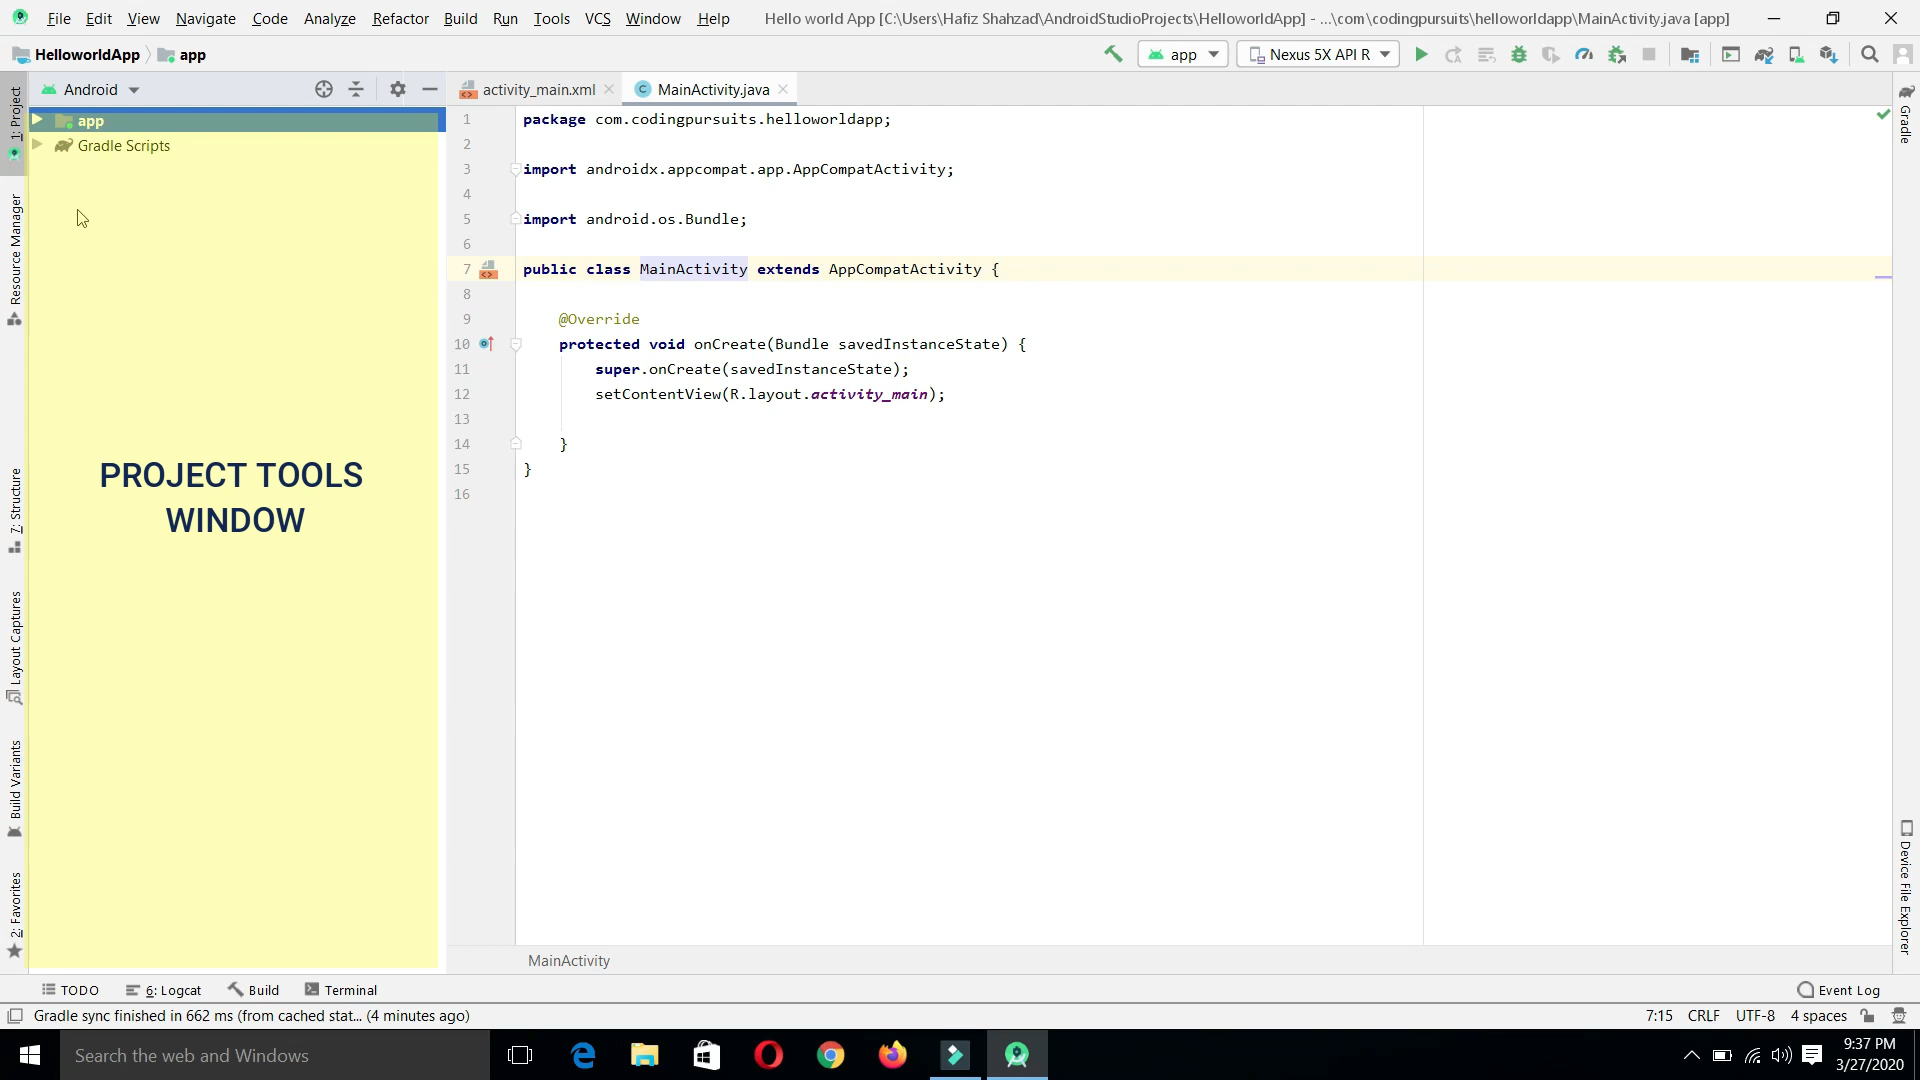 File Edit View Navigate Code Analyze Refactor Build Run Tools VCS Window Help Hello world App [C:\Users\Hafiz Shahzad\AndroidStudioProjects\HelloworldApp] - ...\com\codingpursuits\helloworldapp\MainActivity.java [app]
HelloworldApp app
app Nexus 5X API R
Android
activity_main.xml MainActivity.java
app
Gradle Scripts
1: Project
Resource Manager
7: Structure
Layout Captures
Build Variants
2: Favorites
PROJECT TOOLS
WINDOW
1 package com.codingpursuits.helloworldapp;
2
3 import androidx.appcompat.app.AppCompatActivity;
4
5 import android.os.Bundle;
6
7 public class MainActivity extends AppCompatActivity {
8
9 @Override
10 protected void onCreate(Bundle savedInstanceState) {
11 super.onCreate(savedInstanceState);
12 setContentView(R.layout.activity_main);
13
14 }
15 }
16
Gradle
Device File Explorer
MainActivity
TODO 6: Logcat Build Terminal Event Log
Gradle sync finished in 662 ms (from cached stat... (4 minutes ago) 7:15 CRLF UTF-8 4 spaces
Search the web and Windows
9:37 PM
3/27/2020